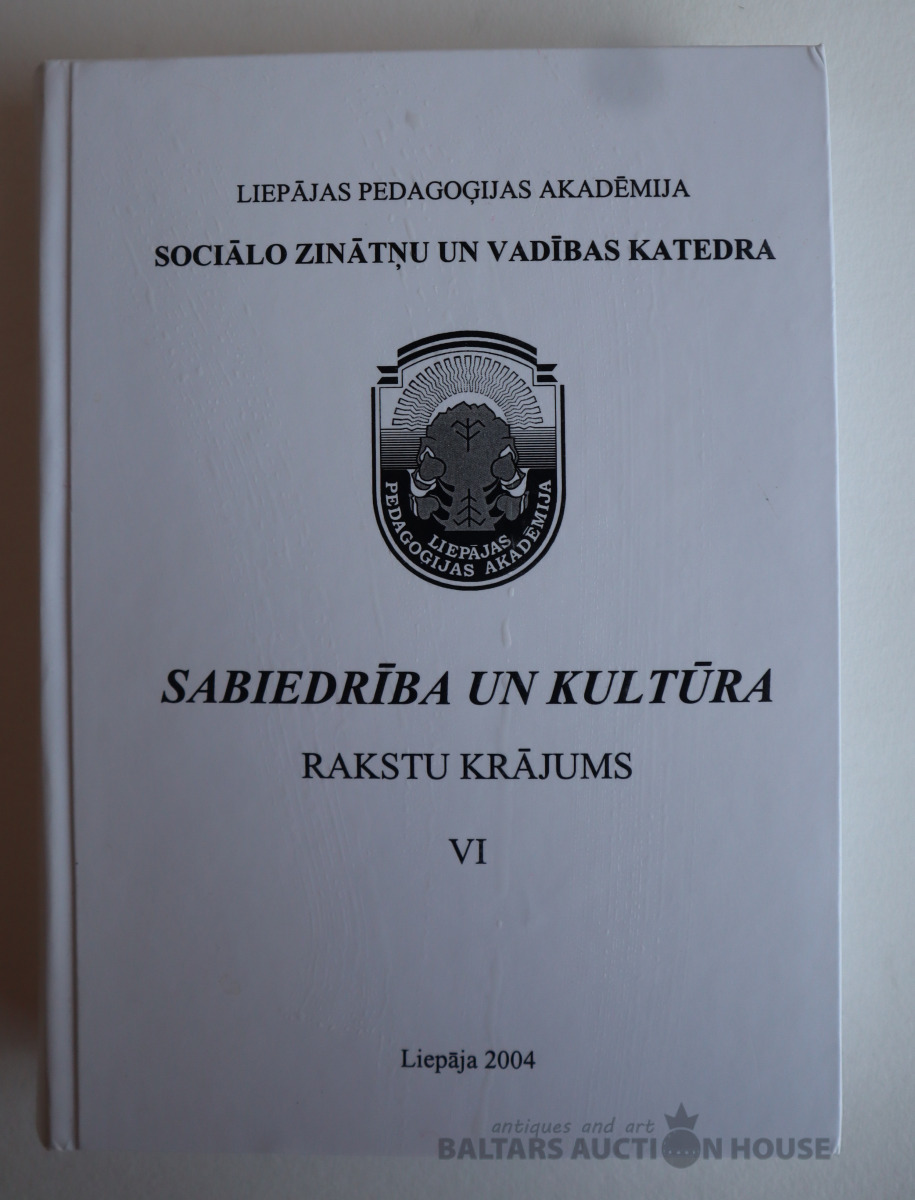 LIEPĀJAS PEDAGOĢIJAS AKADĒMIJA
SOCIĀLO ZINĀTŅU UN VADĪBAS KATEDRA
LIEPĀJAS
PEDAGOĢIJAS AKADĒMIJA
SABIEDRĪBA UN KULTŪRA
RAKSTU KRĀJUMS
VI
Liepāja 2004
antiques and art
BALTARS AUCTION HOUSE